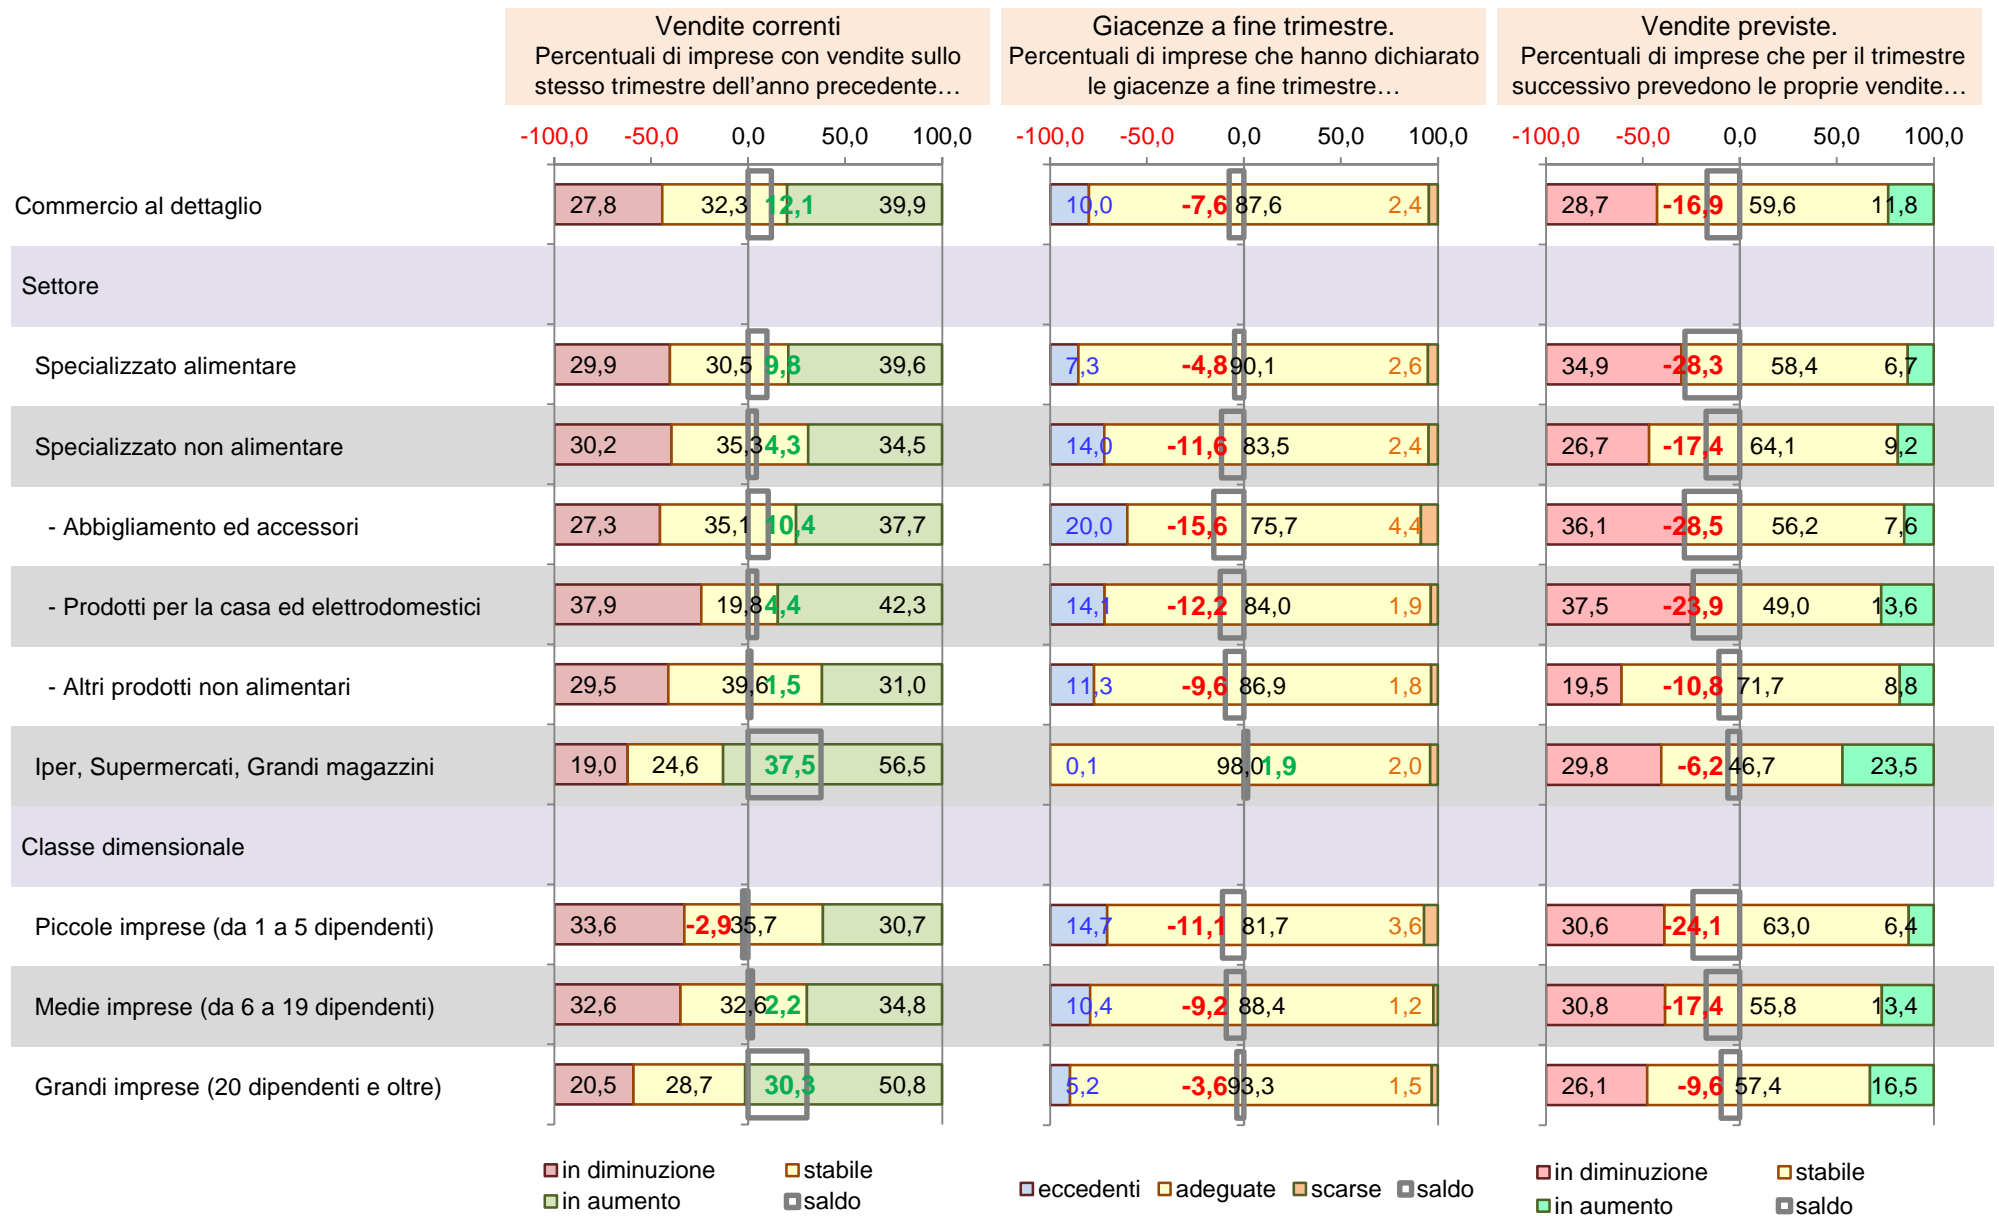 Vendite correnti
Percentuali di imprese con vendite sullo
stesso trimestre dell'anno precedente…
Giacenze a fine trimestre.
Percentuali di imprese che hanno dichiarato
le giacenze a fine trimestre…
Vendite previste.
Percentuali di imprese che per il trimestre
successivo prevedono le proprie vendite…
-100,0 -50,0 0,0 50,0 100,0 -100,0 -50,0 0,0 50,0 100,0 -100,0 -50,0 0,0 50,0 100,0
Commercio al dettaglio 27,8 32,3 12,1 39,9 10,0 -7,6 87,6 2,4 28,7 -16,9 59,6 11,8
Settore
Specializzato alimentare 29,9 30,5 9,8 39,6 7,3 -4,8 90,1 2,6 34,9 -28,3 58,4 6,7
Specializzato non alimentare 30,2 35,3 4,3 34,5 14,0 -11,6 83,5 2,4 26,7 -17,4 64,1 9,2
- Abbigliamento ed accessori 27,3 35,1 10,4 37,7 20,0 -15,6 75,7 4,4 36,1 -28,5 56,2 7,6
- Prodotti per la casa ed elettrodomestici 37,9 19,8 4,4 42,3 14,1 -12,2 84,0 1,9 37,5 -23,9 49,0 13,6
- Altri prodotti non alimentari 29,5 39,6 1,5 31,0 11,3 -9,6 86,9 1,8 19,5 -10,8 71,7 8,8
Iper, Supermercati, Grandi magazzini 19,0 24,6 37,5 56,5 0,1 98,0 1,9 2,0 29,8 -6,2 46,7 23,5
Classe dimensionale
Piccole imprese (da 1 a 5 dipendenti) 33,6 -2,9 35,7 30,7 14,7 -11,1 81,7 3,6 30,6 -24,1 63,0 6,4
Medie imprese (da 6 a 19 dipendenti) 32,6 32,6 2,2 34,8 10,4 -9,2 88,4 1,2 30,8 -17,4 55,8 13,4
Grandi imprese (20 dipendenti e oltre) 20,5 28,7 30,3 50,8 5,2 -3,6 93,3 1,5 26,1 -9,6 57,4 16,5
in diminuzione stabile
in aumento saldo
eccedenti adeguate scarse saldo
in diminuzione stabile
in aumento saldo